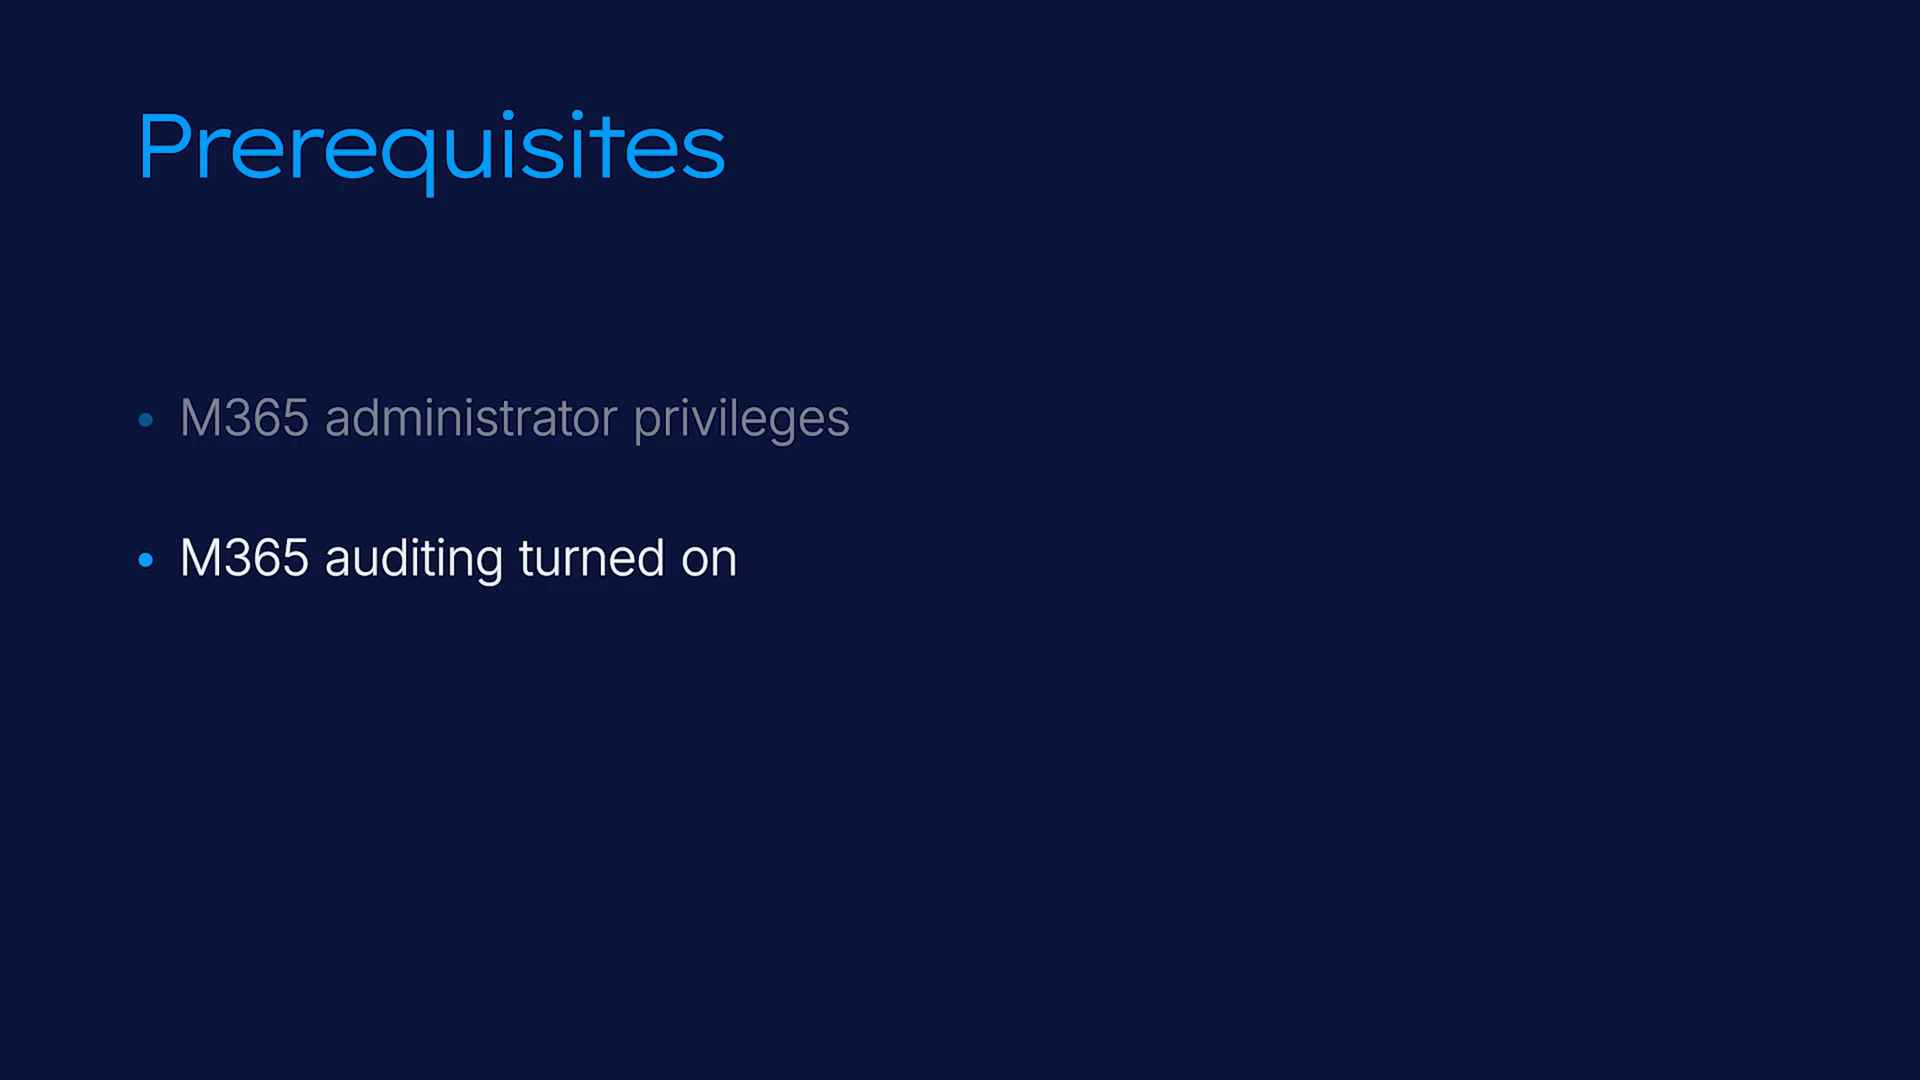 Prerequisites
• M365 administrator privileges
• M365 auditing turned on